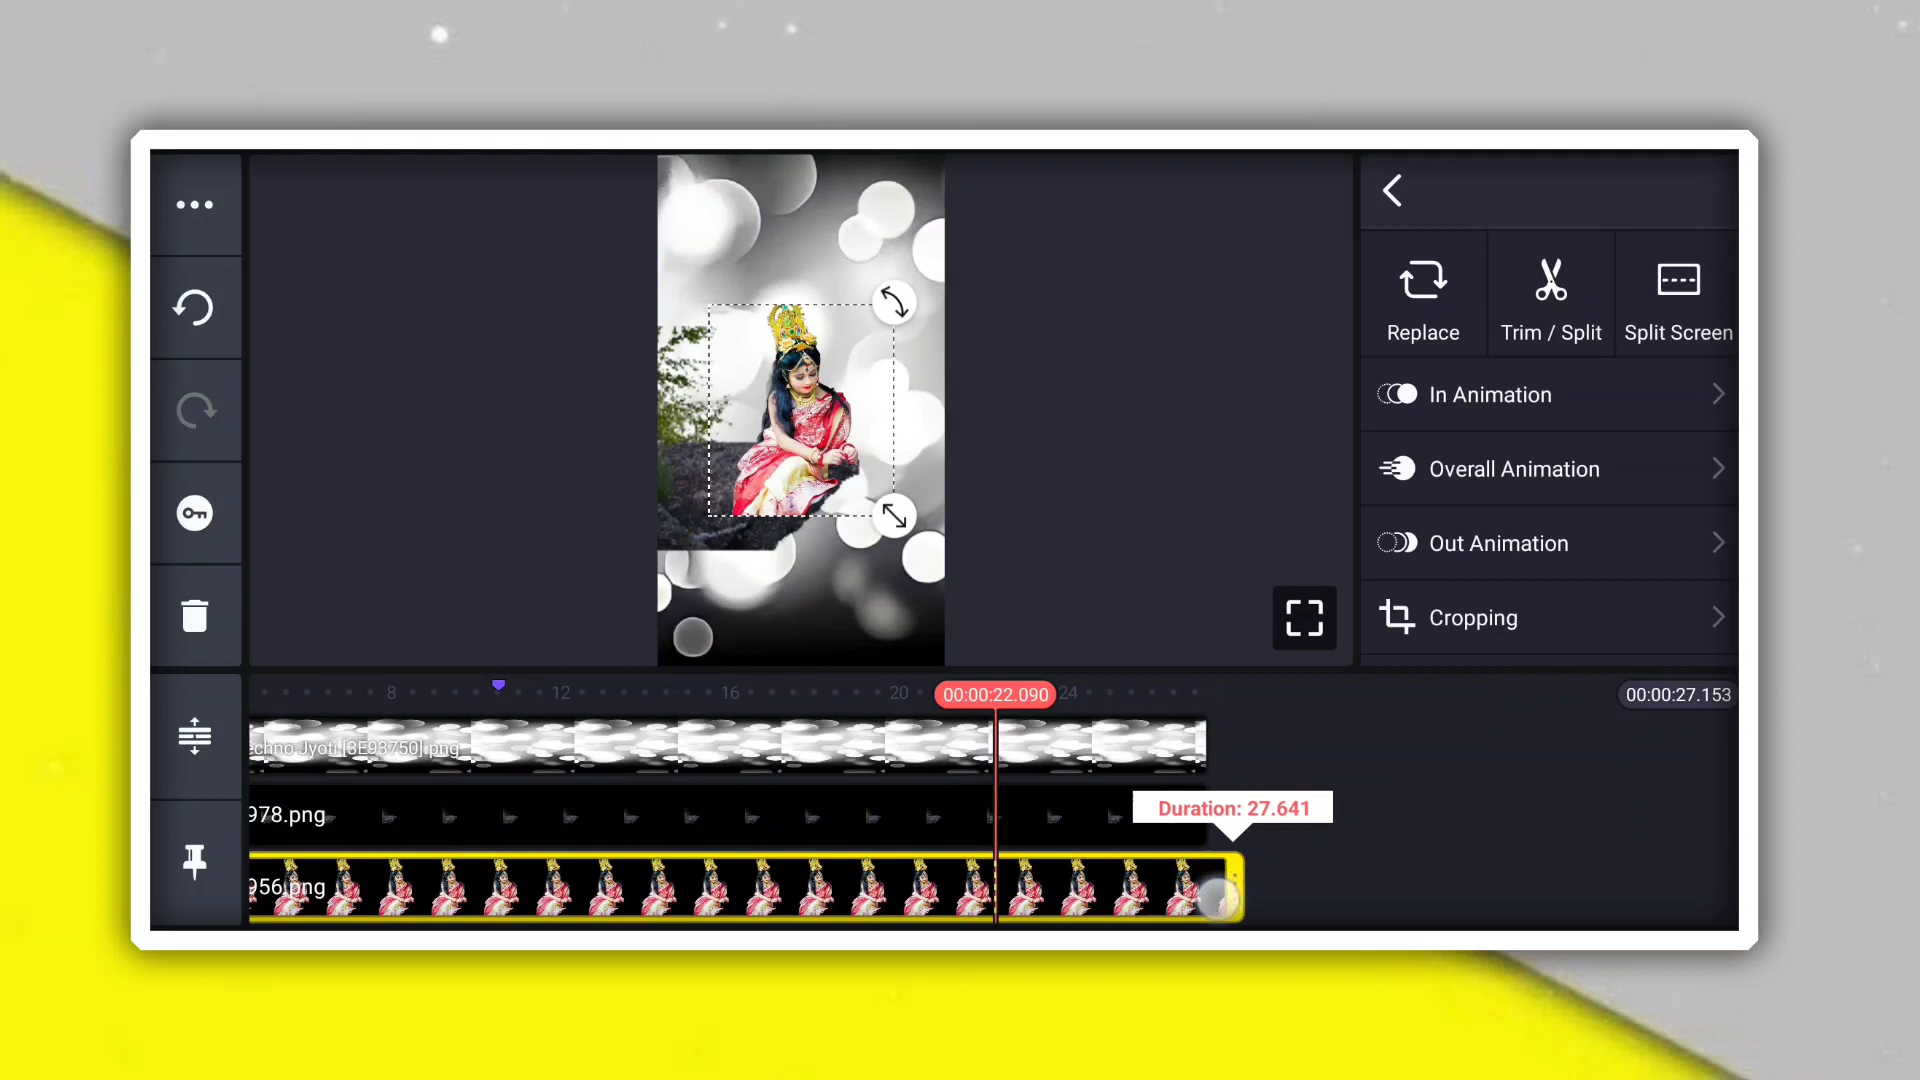 Replace
Trim / Split
Split Screen
In Animation
Overall Animation
Out Animation
Cropping
8
12
16
20
00:00:22.090
24
00:00:27.153
echno Jyoti [3E93750].png
978.png
Duration: 27.641
956.png